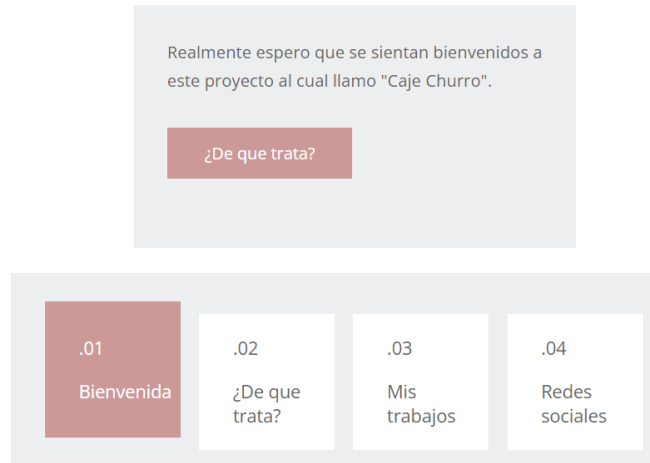 Realmente espero que se sientan bienvenidos a
este proyecto al cual llamo "Caje Churro".
¿De que trata?
.01
Bienvenida
.02
¿De que
trata?
.03
Mis
trabajos
.04
Redes
sociales